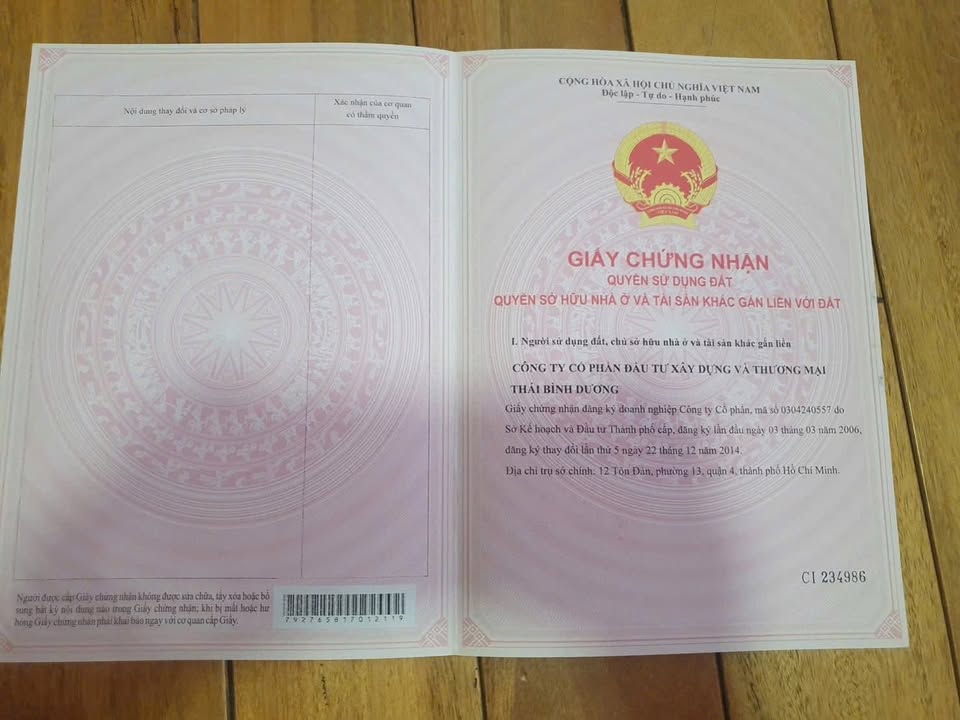 Nội dung thay đổi và cơ sở pháp lý
Xác nhận của cơ quan
có thẩm quyền
Người được cấp Giấy chứng nhận không được sửa chữa, tẩy xóa hoặc bổ
sung bất kỳ nội dung nào trong Giấy chứng nhận; khi bị mất hoặc hư
hỏng Giấy chứng nhận phải khai báo ngay với cơ quan cấp Giấy.
792765817012119
CỘNG HÒA XÃ HỘI CHỦ NGHĨA VIỆT NAM
Độc lập - Tự do - Hạnh phúc
GIẤY CHỨNG NHẬN
QUYỀN SỬ DỤNG ĐẤT
QUYỀN SỞ HỮU NHÀ Ở VÀ TÀI SẢN KHÁC GẮN LIỀN VỚI ĐẤT
I. Người sử dụng đất, chủ sở hữu nhà ở và tài sản khác gắn liền
CÔNG TY CỔ PHẦN ĐẦU TƯ XÂY DỰNG VÀ THƯƠNG MẠI
THÁI BÌNH DƯƠNG
Giấy chứng nhận đăng ký doanh nghiệp Công ty Cổ phần, mã số 0304240557 do
Sở Kế hoạch và Đầu tư Thành phố cấp, đăng ký lần đầu ngày 03 tháng 03 năm 2006,
đăng ký thay đổi lần thứ 5 ngày 22 tháng 12 năm 2014.
Địa chỉ trụ sở chính: 12 Tôn Đản, phường 13, quận 4, thành phố Hồ Chí Minh.
CI 234986